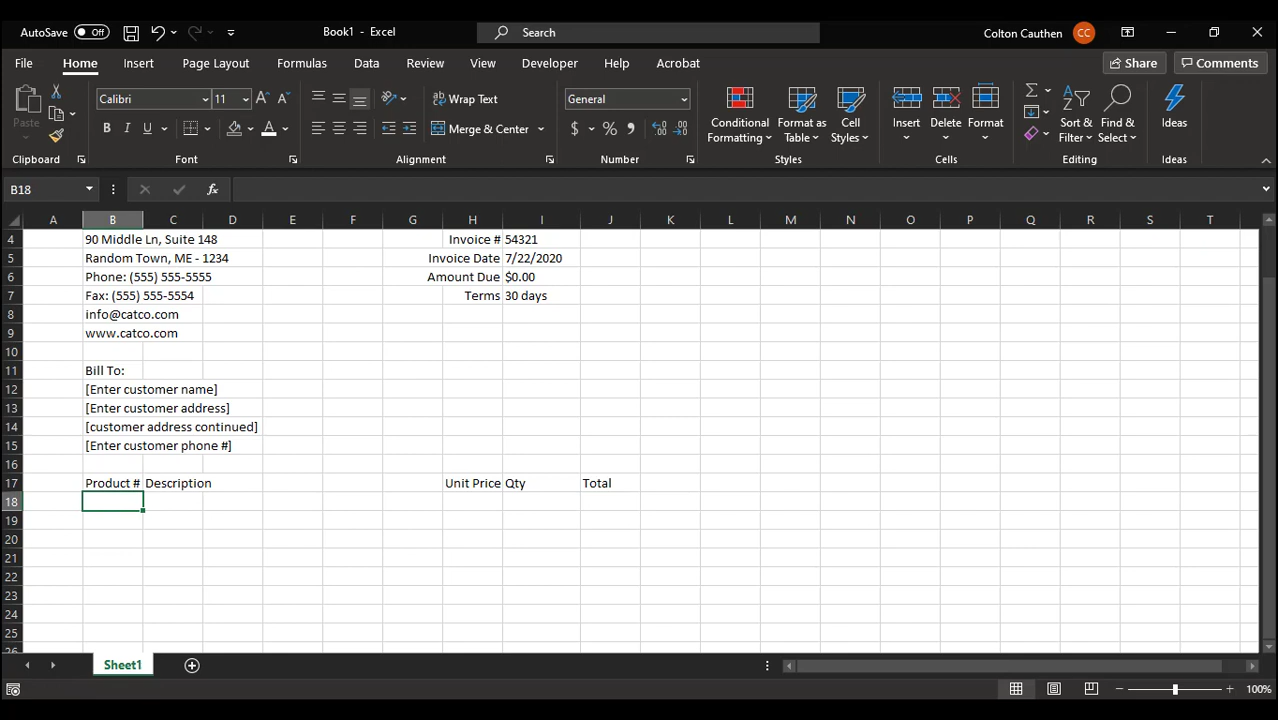 AutoSave Off Book1 - Excel Search Colton Cauthen CC
File Home Insert Page Layout Formulas Data Review View Developer Help Acrobat Share Comments
Paste Calibri 11 Wrap Text General Conditional Formatting Format as Table Cell Styles Insert Delete Format Sort & Filter Find & Select Ideas
B I U A Merge & Center $ % 9
Clipboard Font Alignment Number Styles Cells Editing Ideas
B18 fx
A B C D E F G H I J K L M N O P Q R S T
4 90 Middle Ln, Suite 148 Invoice # 54321
5 Random Town, ME - 1234 Invoice Date 7/22/2020
6 Phone: (555) 555-5555 Amount Due $0.00
7 Fax: (555) 555-5554 Terms 30 days
8 info@catco.com
9 www.catco.com
10
11 Bill To:
12 [Enter customer name]
13 [Enter customer address]
14 [customer address continued]
15 [Enter customer phone #]
16
17 Product # Description Unit Price Qty Total
18
19
20
21
22
23
24
25
26
Sheet1
100%